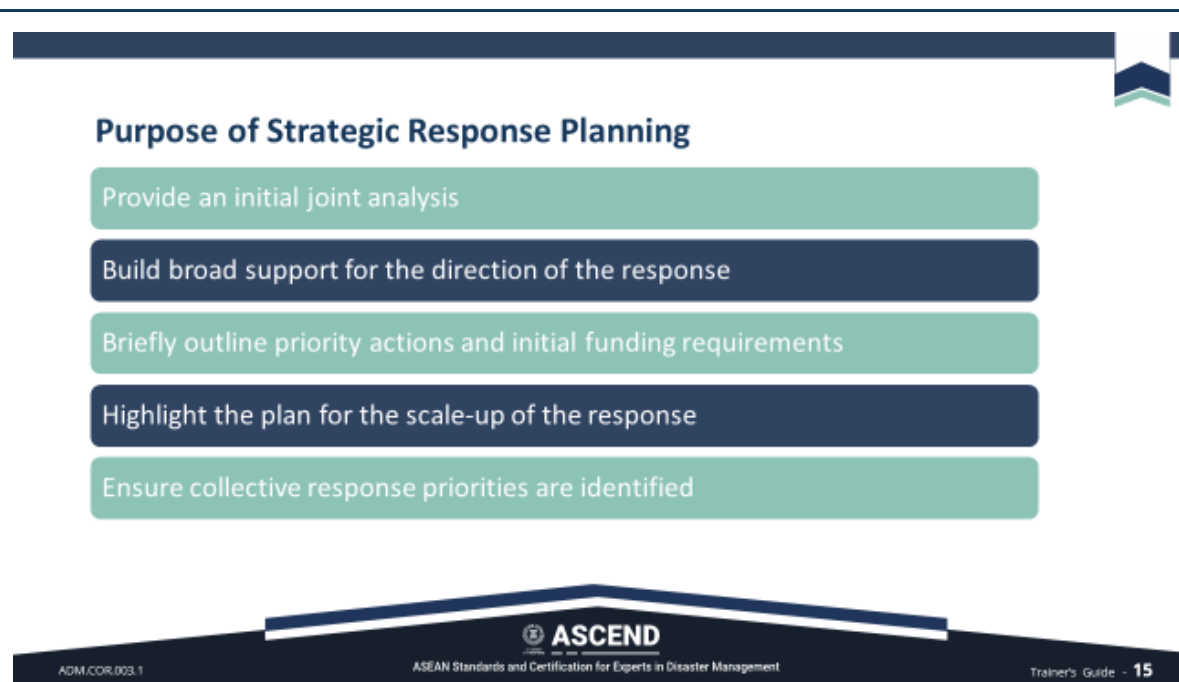 Purpose of Strategic Response Planning
Provide an initial joint analysis
Build broad support for the direction of the response
Briefly outline priority actions and initial funding requirements
Highlight the plan for the scale-up of the response
Ensure collective response priorities are identified
ASCEND
ADM.COR.003.1
ASEAN Standards and Certification for Experts in Disaster Management
Trainer's Guide - 15